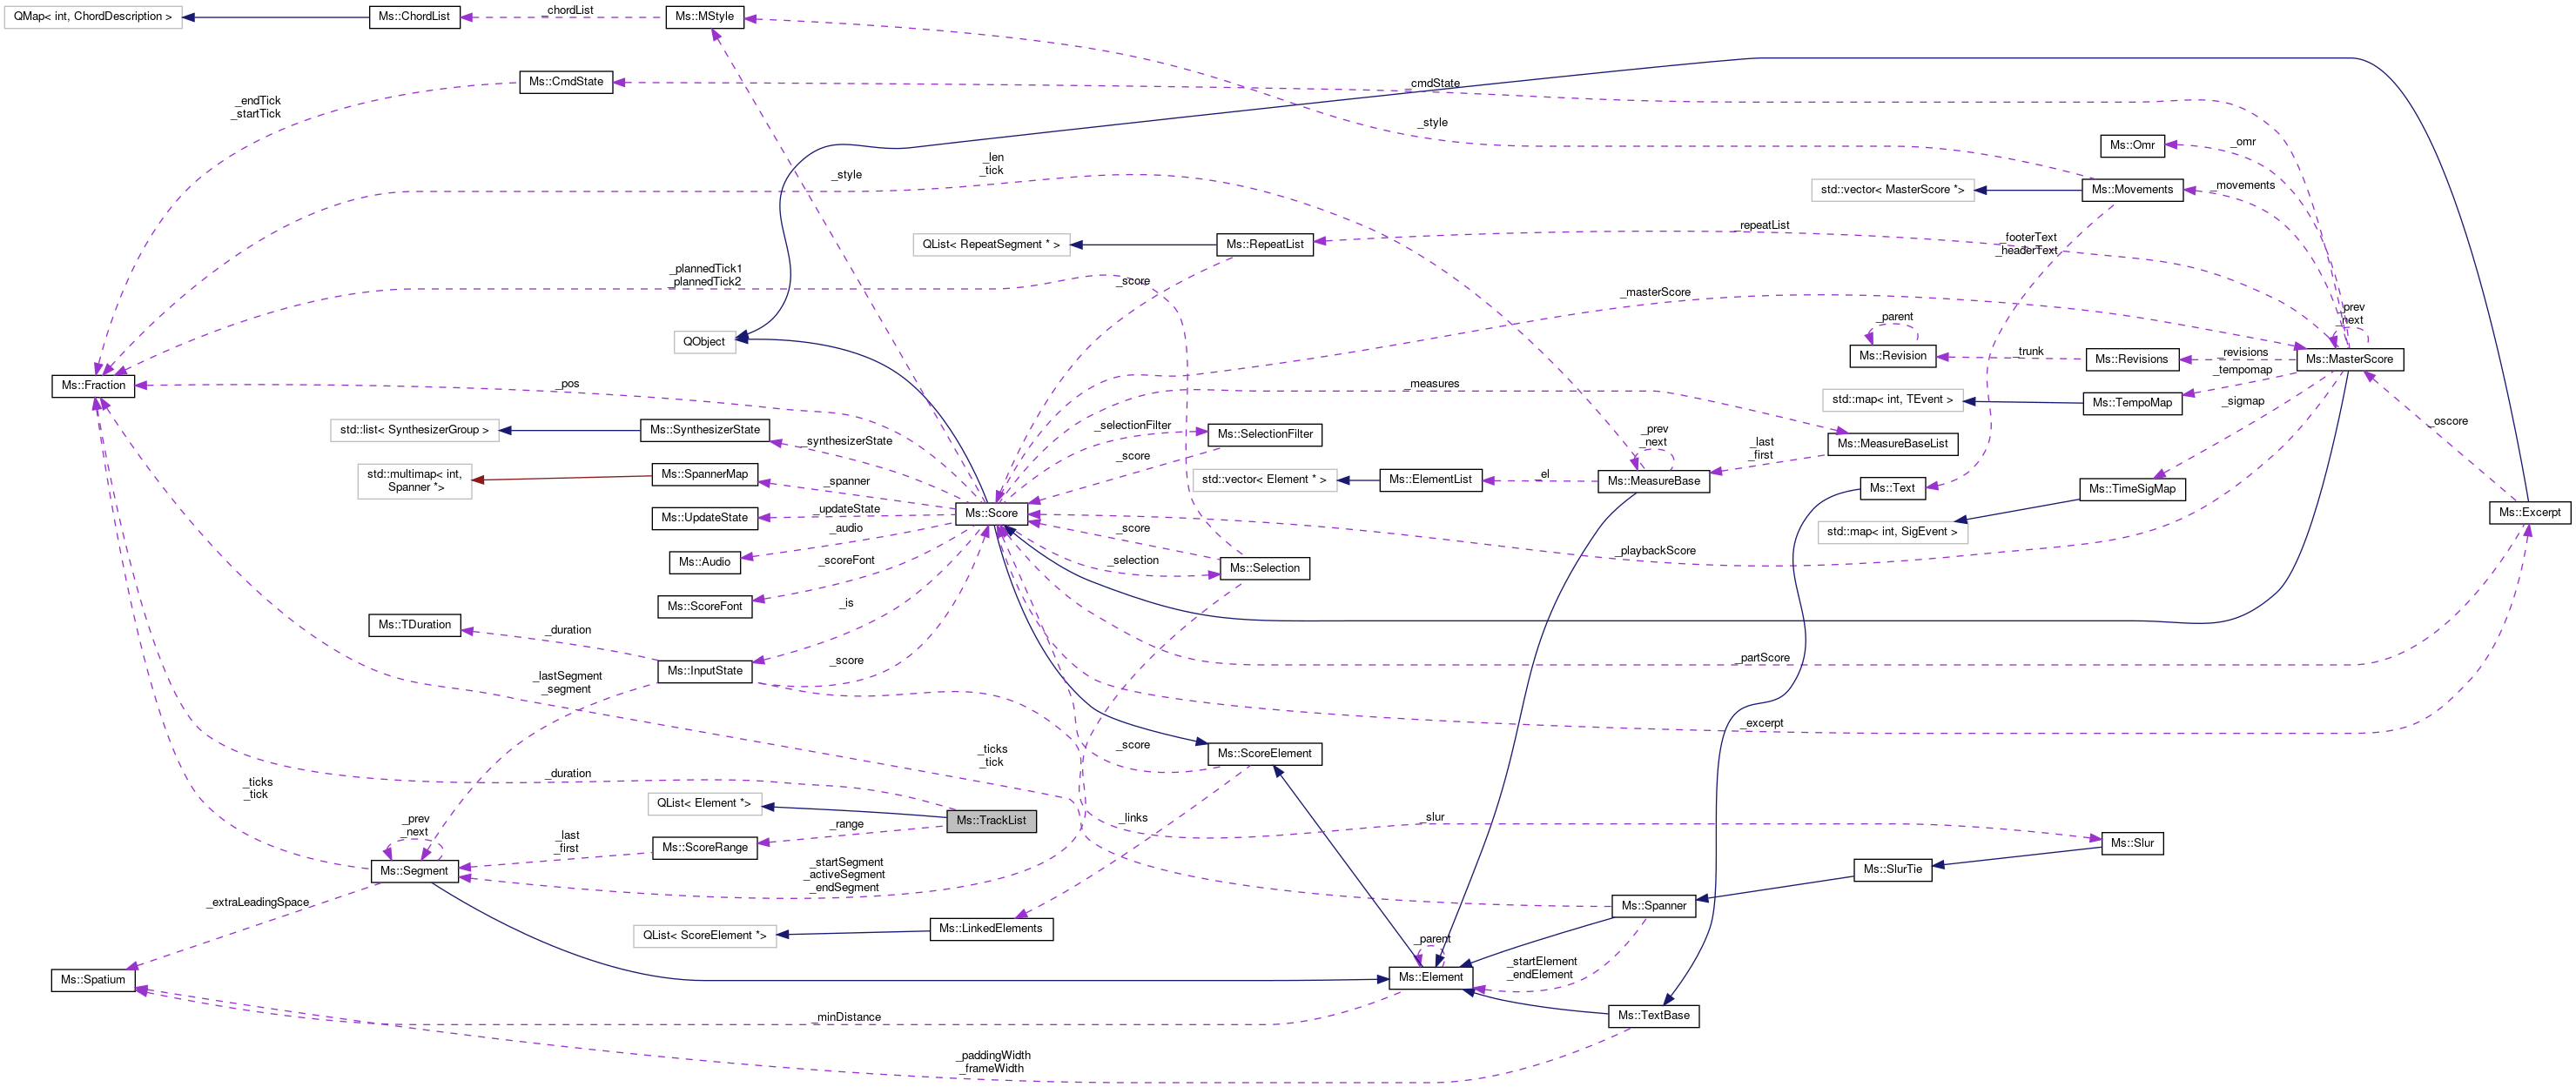 QMap< int, ChordDescription >
Ms::ChordList
_chordList
Ms::MStyle
Ms::CmdState
cmdState
_endTick
_startTick
_style
_len
_tick
_style
Ms::Omr
_omr
std::vector< MasterScore *>
Ms::Movements
_movements
QList< RepeatSegment * >
Ms::RepeatList
_repeatList
_footerText
_headerText
_plannedTick1
_plannedTick2
_score
_masterScore
_prev
_next
QObject
_parent
Ms::Revision
_trunk
Ms::Revisions
_revisions
Ms::MasterScore
_tempomap
Ms::Fraction
_pos
_measures
std::map< int, TEvent >
Ms::TempoMap
_sigmap
_oscore
std::list< SynthesizerGroup >
Ms::SynthesizerState
_synthesizerState
_selectionFilter
Ms::SelectionFilter
_prev
_next
_last
_first
Ms::MeasureBaseList
_score
std::multimap< int,
Spanner *>
Ms::SpannerMap
_spanner
std::vector< Element * >
Ms::ElementList
_el
Ms::MeasureBase
Ms::Text
Ms::TimeSigMap
Ms::UpdateState
_updateState
Ms::Score
_score
std::map< int, SigEvent >
Ms::Excerpt
_audio
Ms::Audio
_scoreFont
_selection
Ms::Selection
_playbackScore
Ms::ScoreFont
_is
Ms::TDuration
_duration
Ms::InputState
_score
_partScore
_lastSegment
_segment
_excerpt
_ticks
_tick
_score
Ms::ScoreElement
_ticks
_tick
_duration
QList< Element *>
Ms::TrackList
_range
_links
_slur
_prev
_next
_last
_first
Ms::ScoreRange
Ms::Slur
Ms::Segment
_startSegment
_activeSegment
_endSegment
Ms::SlurTie
_extraLeadingSpace
Ms::Spanner
QList< ScoreElement *>
Ms::LinkedElements
_parent
_startElement
_endElement
Ms::Spatium
Ms::Element
_minDistance
Ms::TextBase
_paddingWidth
_frameWidth